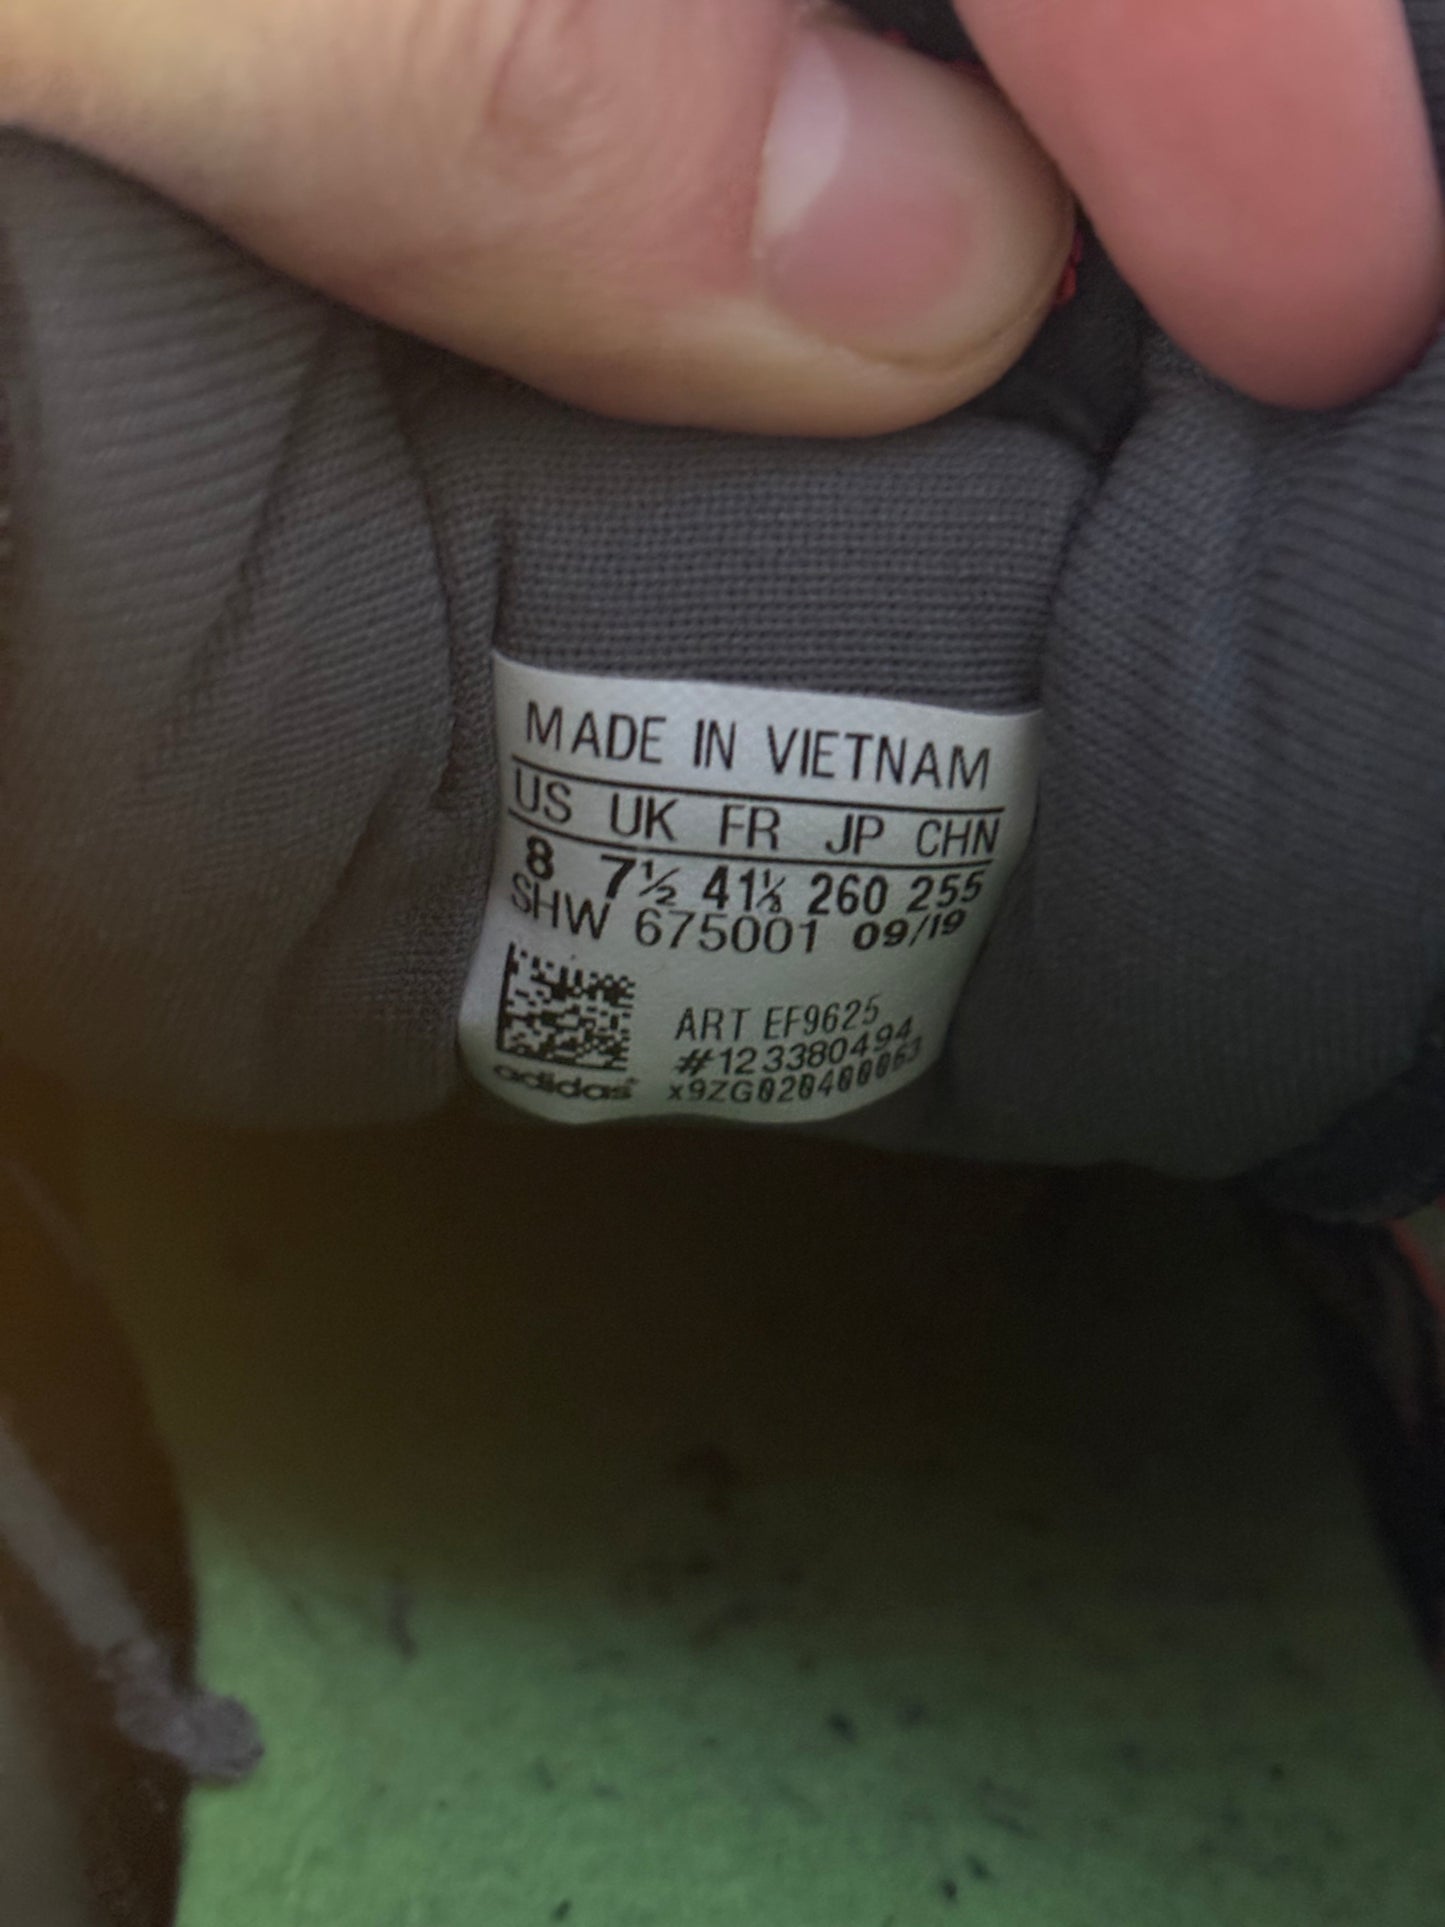 MADE IN VIETNAM
US UK FR JP CHN
8 7½ 41⅓ 260 255
SHW 675001 09/19
ART EF9625
#123380494
x9ZG020400063
adidas